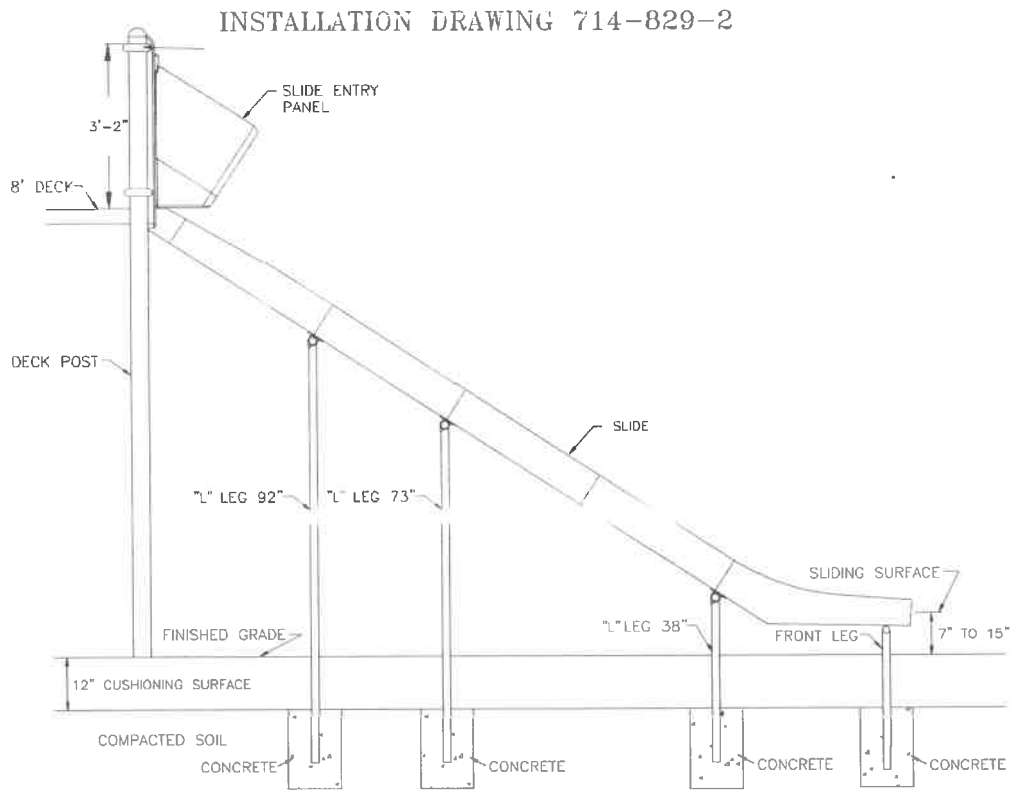 INSTALLATION DRAWING 714-829-2
SLIDE ENTRY
PANEL
3'-2"
8' DECK
DECK POST
SLIDE
"L" LEG 92"
"L" LEG 73"
SLIDING SURFACE
"L" LEG 38"
FRONT LEG
7" TO 15"
FINISHED GRADE
12" CUSHIONING SURFACE
COMPACTED SOIL
CONCRETE
CONCRETE
CONCRETE
CONCRETE